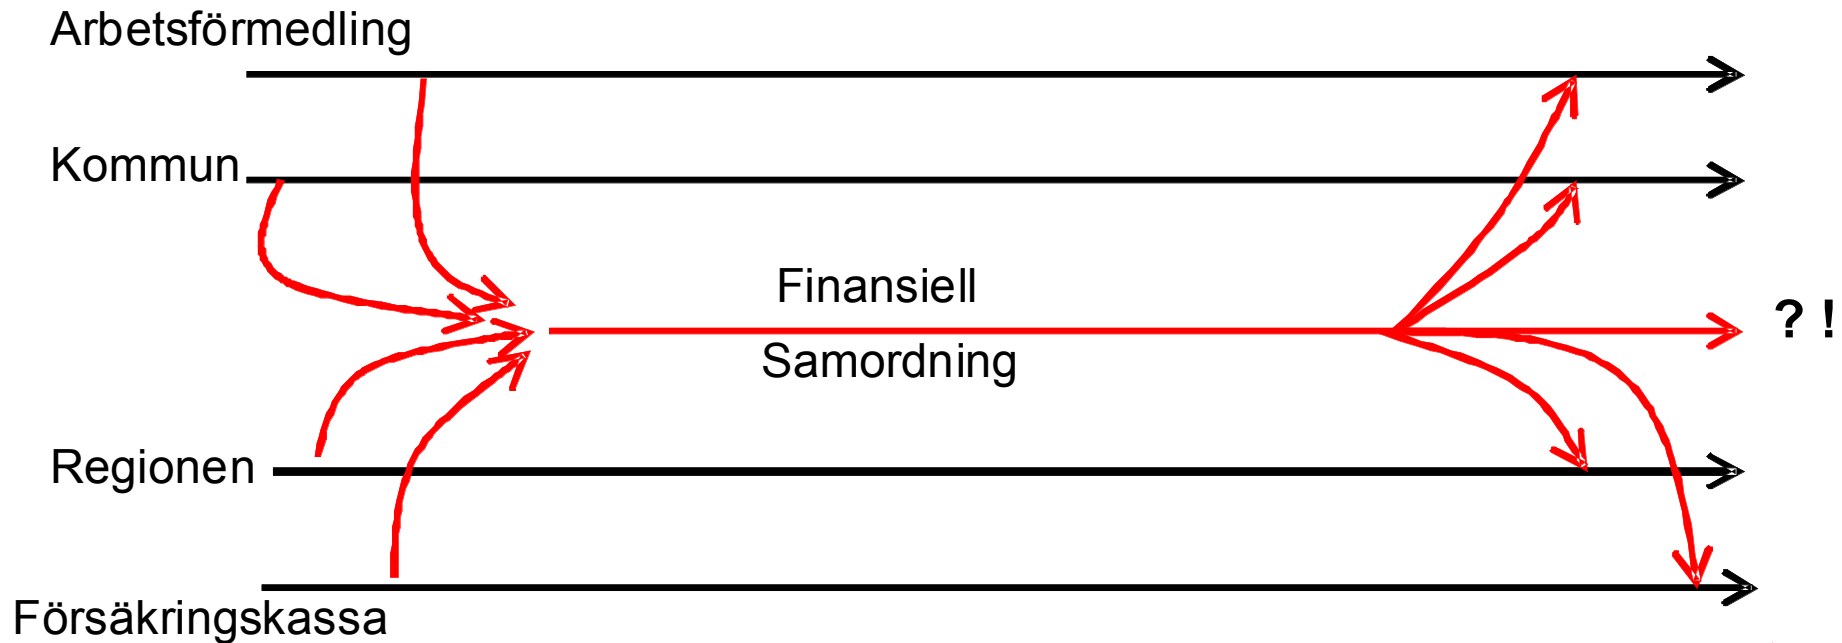 Arbetsförmedling
Kommun
Finansiell
Samordning
? !
Regionen
Försäkringskassa